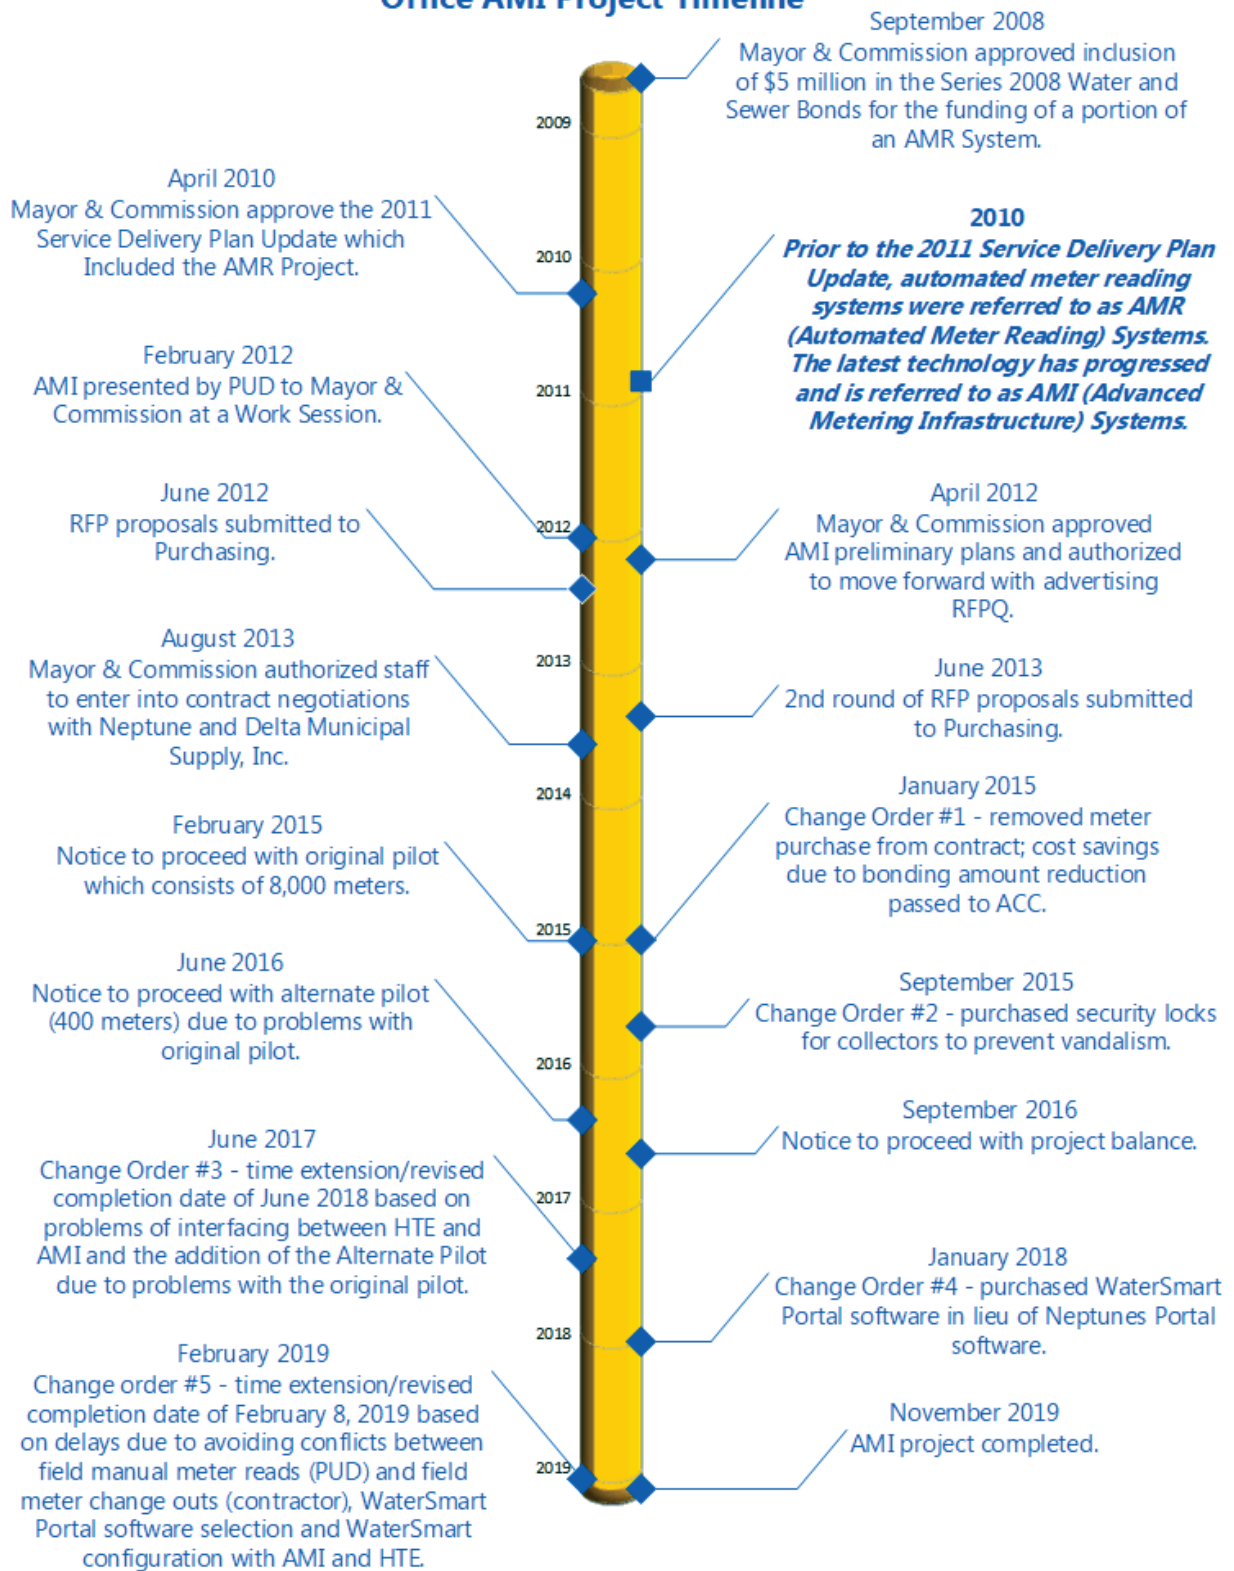 Office AMI Project Timeline
September 2008
Mayor & Commission approved inclusion
of $5 million in the Series 2008 Water and
Sewer Bonds for the funding of a portion of
an AMR System.
2009
April 2010
Mayor & Commission approve the 2011
Service Delivery Plan Update which
Included the AMR Project.
2010
2010
Prior to the 2011 Service Delivery Plan
Update, automated meter reading
systems were referred to as AMR
(Automated Meter Reading) Systems.
The latest technology has progressed
and is referred to as AMI (Advanced
Metering Infrastructure) Systems.
February 2012
AMI presented by PUD to Mayor &
Commission at a Work Session.
2011
June 2012
RFP proposals submitted to
Purchasing.
2012
April 2012
Mayor & Commission approved
AMI preliminary plans and authorized
to move forward with advertising
RFPQ.
August 2013
Mayor & Commission authorized staff
to enter into contract negotiations
with Neptune and Delta Municipal
Supply, Inc.
2013
June 2013
2nd round of RFP proposals submitted
to Purchasing.
2014
January 2015
Change Order #1 - removed meter
purchase from contract; cost savings
due to bonding amount reduction
passed to ACC.
February 2015
Notice to proceed with original pilot
which consists of 8,000 meters.
2015
June 2016
Notice to proceed with alternate pilot
(400 meters) due to problems with
original pilot.
September 2015
Change Order #2 - purchased security locks
for collectors to prevent vandalism.
2016
September 2016
Notice to proceed with project balance.
June 2017
Change Order #3 - time extension/revised
completion date of June 2018 based on
problems of interfacing between HTE and
AMI and the addition of the Alternate Pilot
due to problems with the original pilot.
2017
January 2018
Change Order #4 - purchased WaterSmart
Portal software in lieu of Neptunes Portal
software.
2018
February 2019
Change order #5 - time extension/revised
completion date of February 8, 2019 based
on delays due to avoiding conflicts between
field manual meter reads (PUD) and field
meter change outs (contractor), WaterSmart
Portal software selection and WaterSmart
configuration with AMI and HTE.
2019
November 2019
AMI project completed.